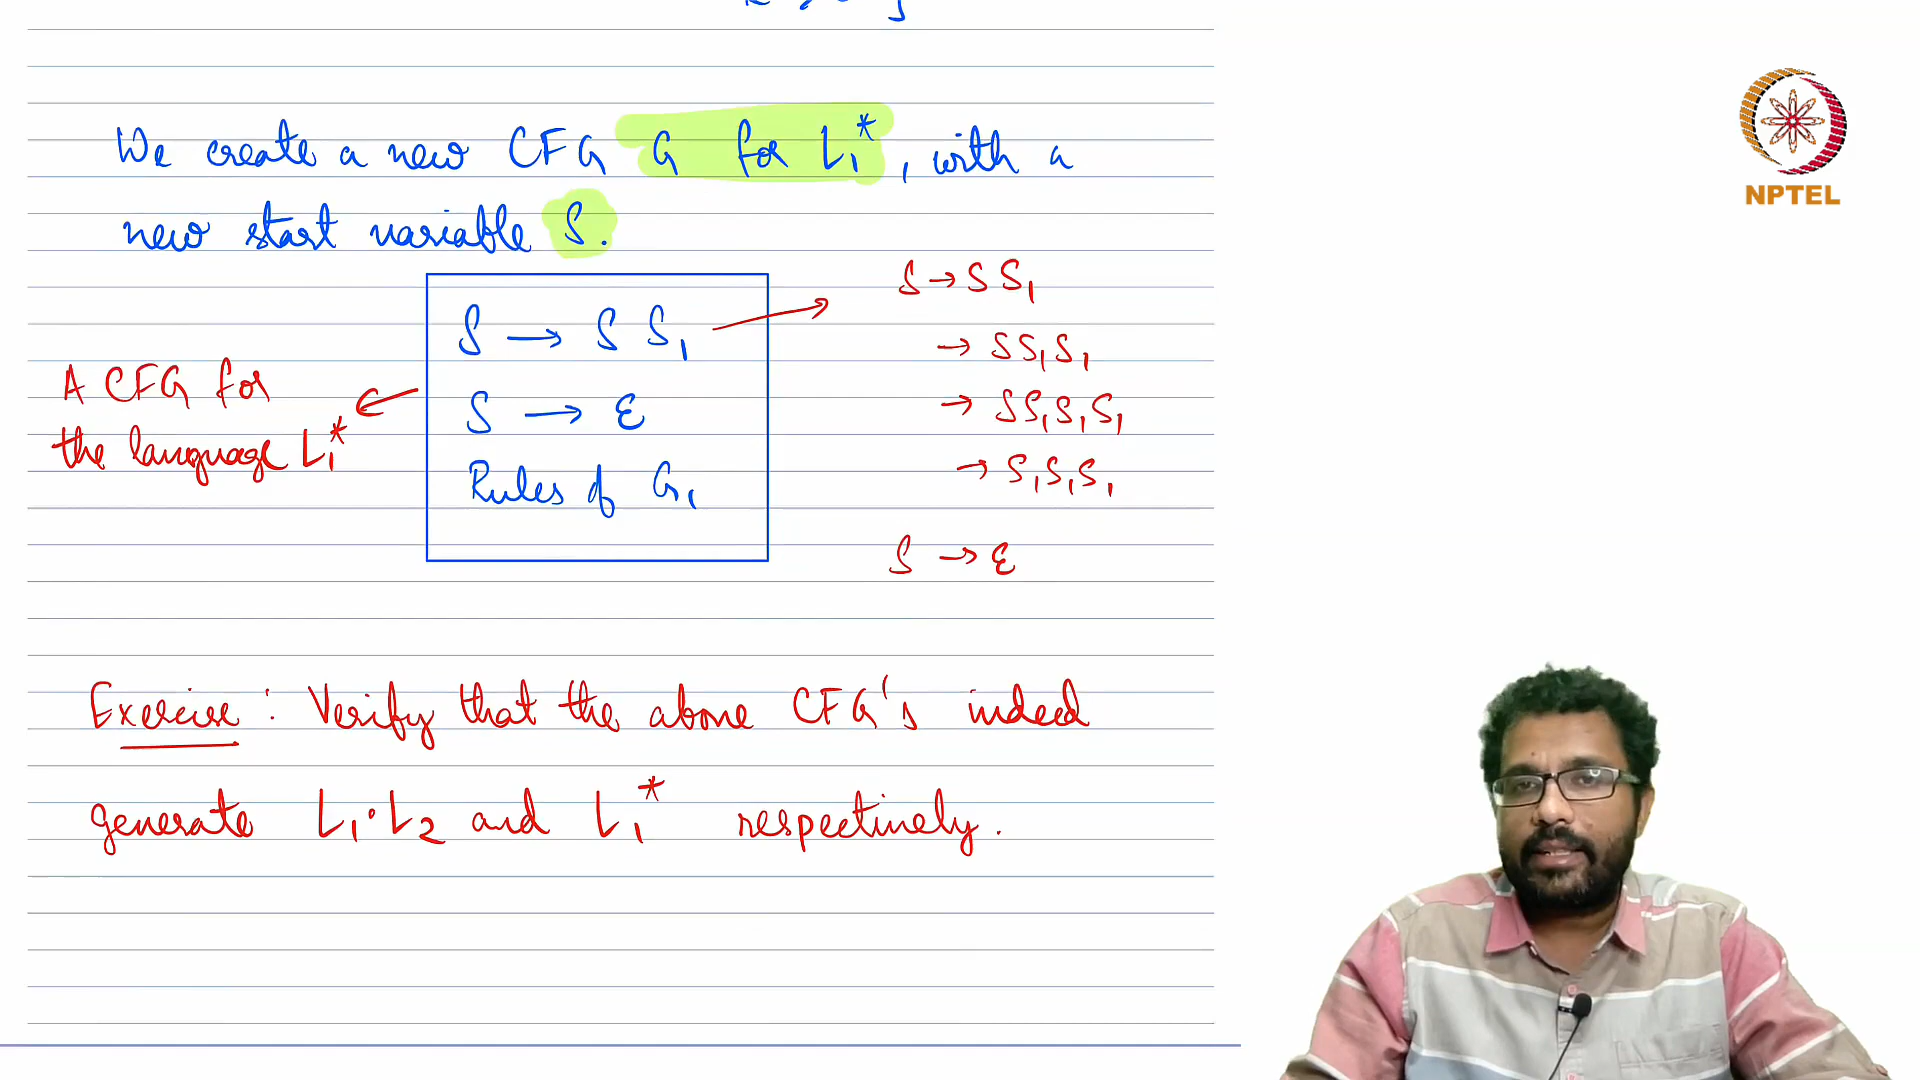 We create a new CFG G for L₁*, with a
new start variable S.
S → S S₁
S → ε
Rules of G₁
A CFG for
the language L₁*
S → S S₁
→ S S₁ S₁
→ S S₁ S₁ S₁
→ S₁ S₁ S₁
S → ε
Exercise : Verify that the above CFG's indeed
generate L₁·L₂ and L₁* respectively.
NPTEL